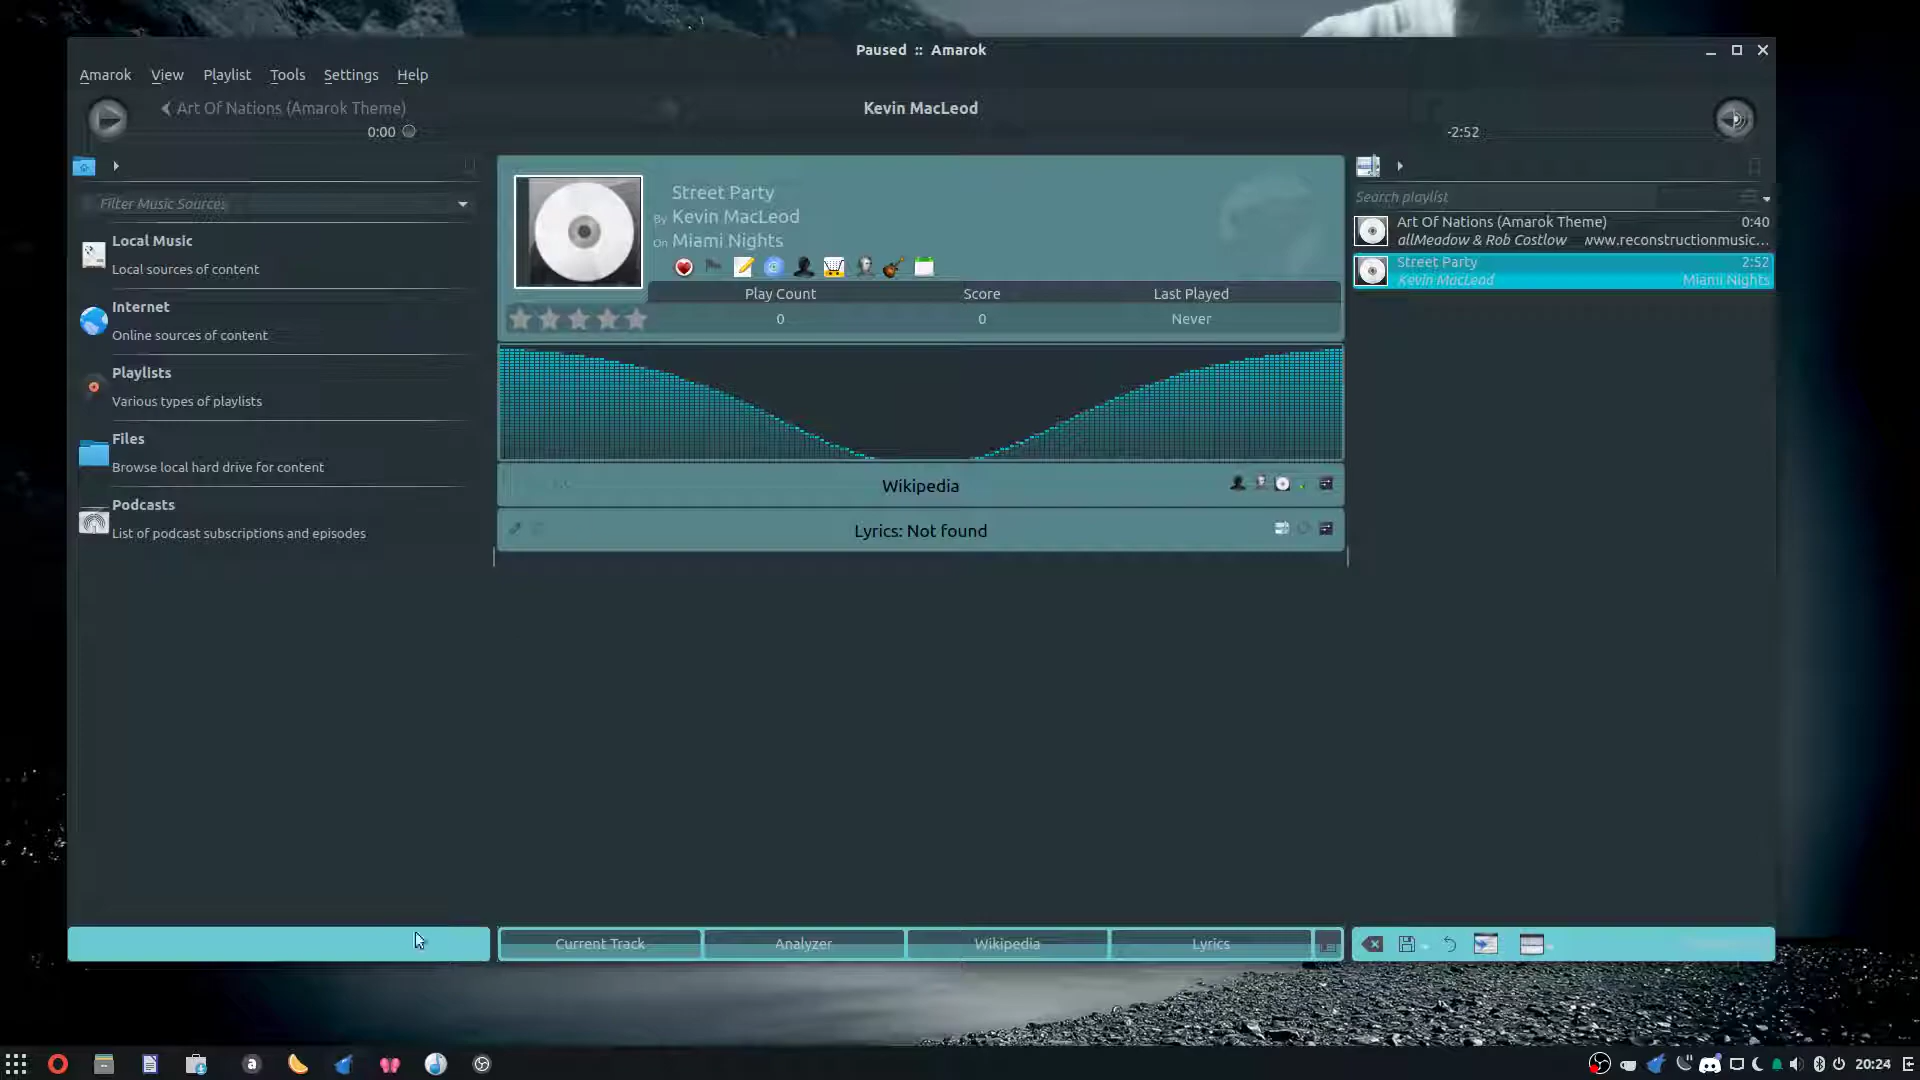 Paused :: Amarok
Amarok View Playlist Tools Settings Help
Art Of Nations (Amarok Theme)
Kevin MacLeod
0:00
-2:52
Filter Music Sources
Local Music
Local sources of content
Internet
Online sources of content
Playlists
Various types of playlists
Files
Browse local hard drive for content
Podcasts
List of podcast subscriptions and episodes
Street Party
By Kevin MacLeod
On Miami Nights
Play Count Score Last Played
0 0 Never
Wikipedia
Lyrics: Not found
Search playlist
Art Of Nations (Amarok Theme) 0:40
allMeadow & Rob Costlow www.reconstructionmusic...
Street Party 2:52
Kevin MacLeod Miami Nights
Current Track Analyzer Wikipedia Lyrics
a
20:24